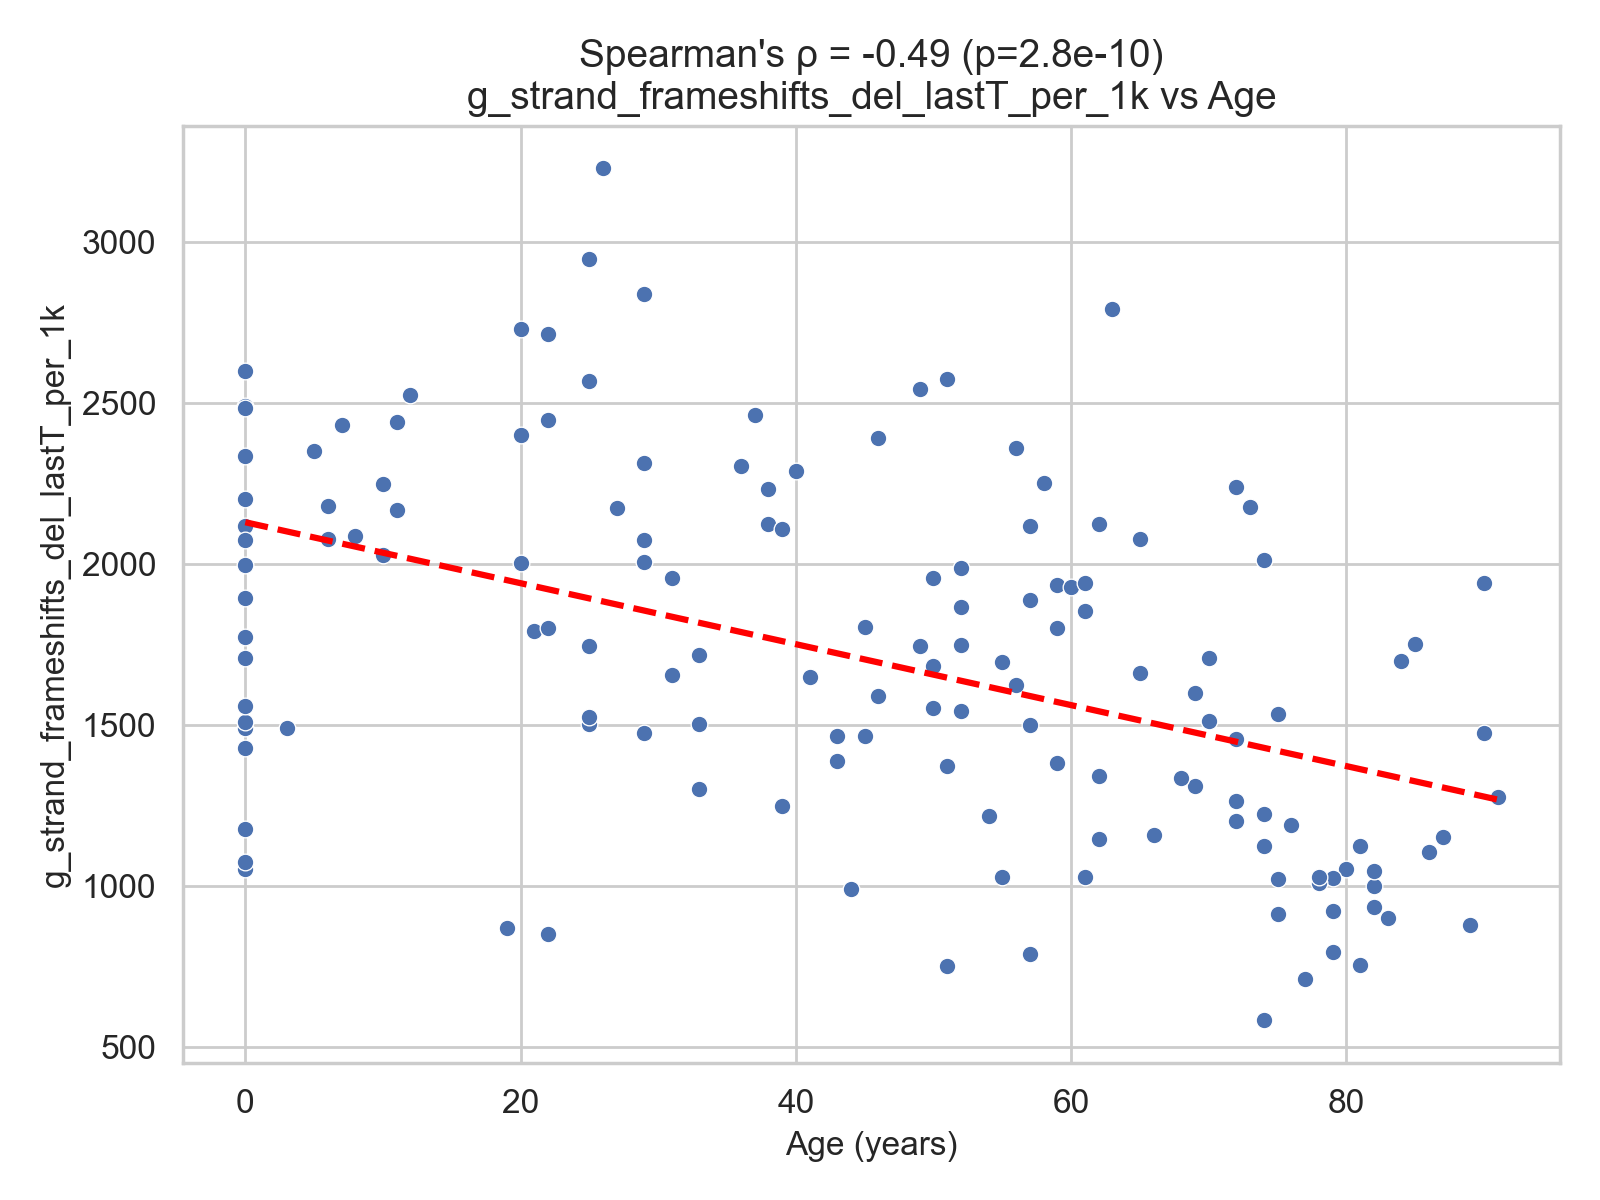 Spearman's ρ = -0.49 (p=2.8e-10)
g_strand_frameshifts_del_lastT_per_1k vs Age
g_strand_frameshifts_del_lastT_per_1k
3000
2500
2000
1500
1000
500
0 20 40 60 80
Age (years)